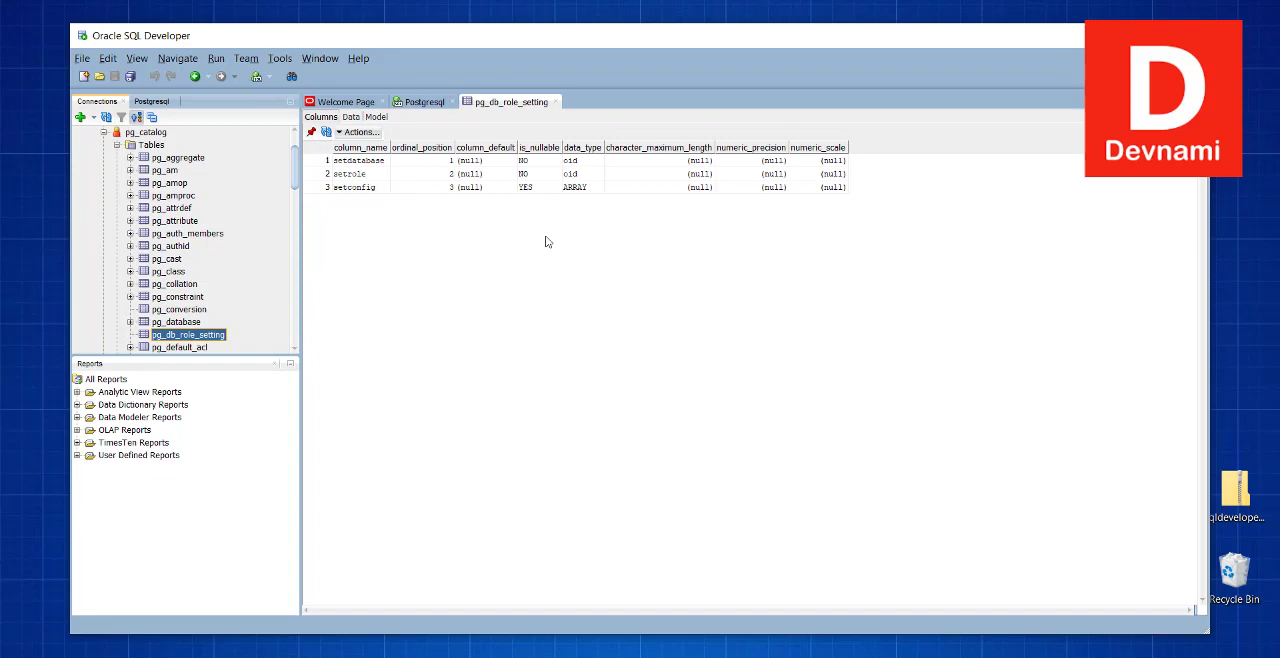 Oracle SQL Developer
File Edit View Navigate Run Team Tools Window Help
Connections Postgresql
Welcome Page Postgresql pg_db_role_setting
Columns Data Model
Actions...
column_name ordinal_position column_default is_nullable data_type character_maximum_length numeric_precision numeric_scale
1 setdatabase 1 (null) NO oid (null) (null) (null)
2 setrole 2 (null) NO oid (null) (null) (null)
3 setconfig 3 (null) YES ARRAY (null) (null) (null)
pg_catalog
Tables
pg_aggregate
pg_am
pg_amop
pg_amproc
pg_attrdef
pg_attribute
pg_auth_members
pg_authid
pg_cast
pg_class
pg_collation
pg_constraint
pg_conversion
pg_database
pg_db_role_setting
pg_default_acl
Reports
All Reports
Analytic View Reports
Data Dictionary Reports
Data Modeler Reports
OLAP Reports
TimesTen Reports
User Defined Reports
D
Devnami
qldevelope...
Recycle Bin